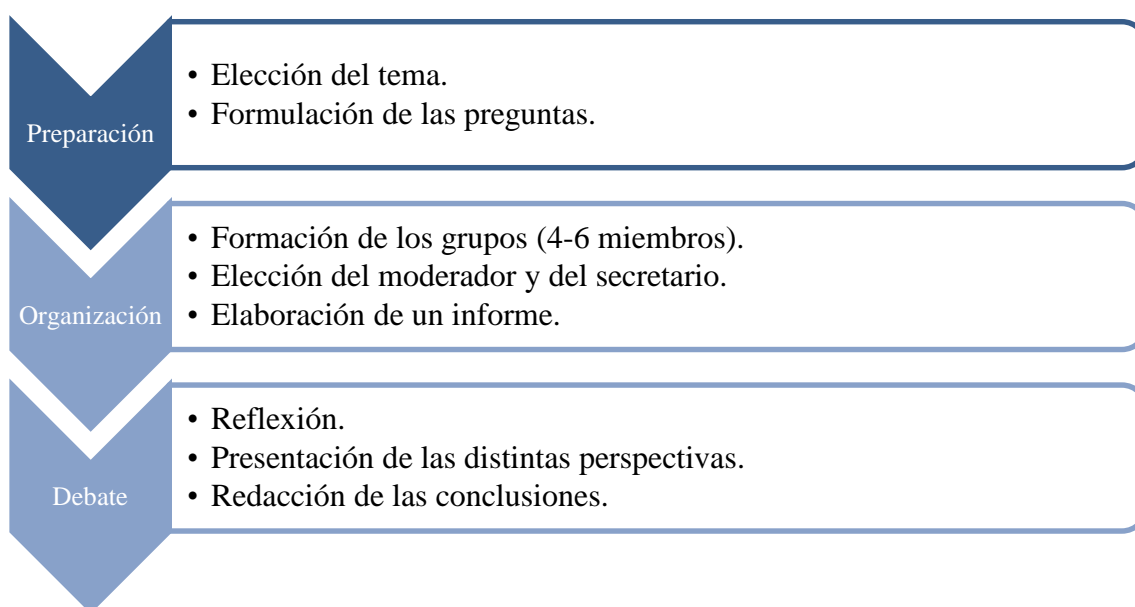 Preparación
• Elección del tema.
• Formulación de las preguntas.
Organización
• Formación de los grupos (4-6 miembros).
• Elección del moderador y del secretario.
• Elaboración de un informe.
Debate
• Reflexión.
• Presentación de las distintas perspectivas.
• Redacción de las conclusiones.